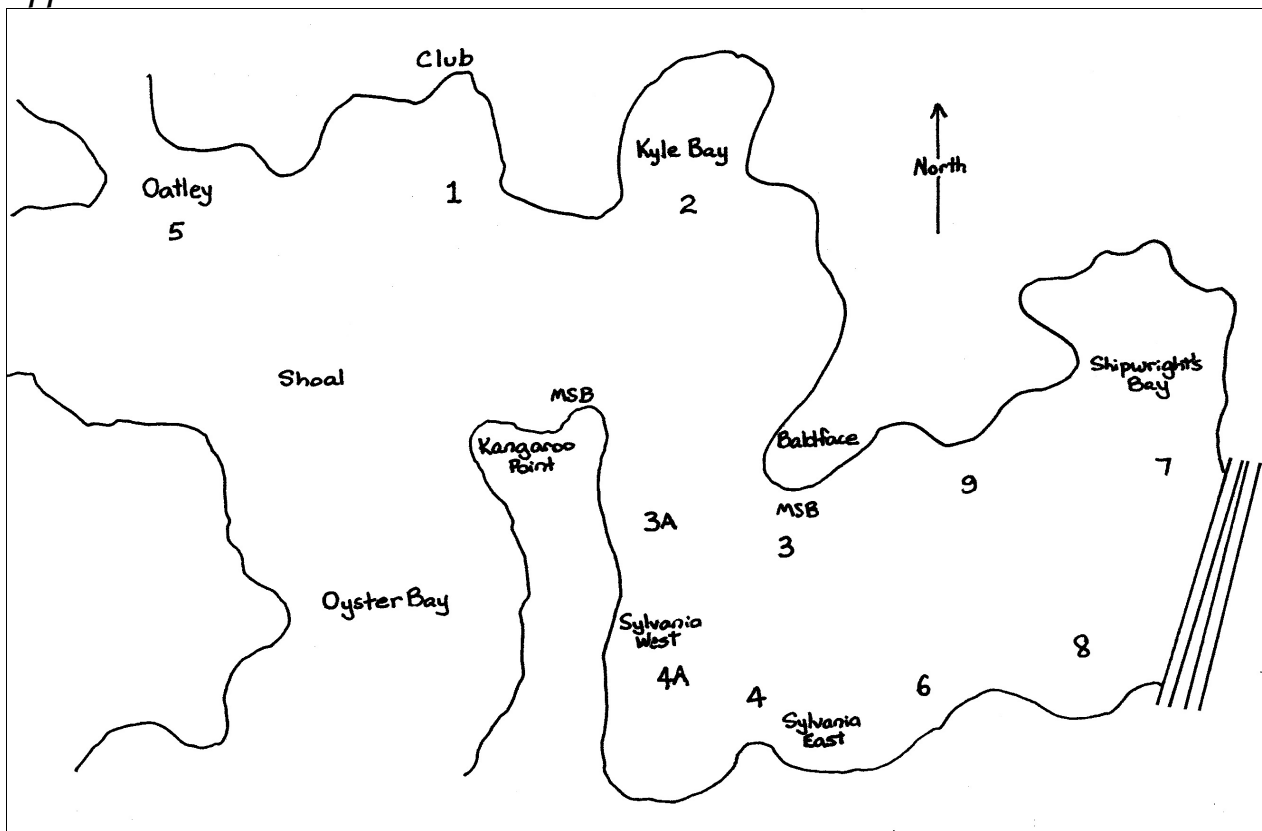 Club
Kyle Bay
North
Oatley
1
2
5
Shoal
Shipwright's
Bay
MSB
Kangaroo
Point
Baldface
7
9
MSB
3A
3
Oyster Bay
Sylvania
West
8
4A
4
6
Sylvania
East